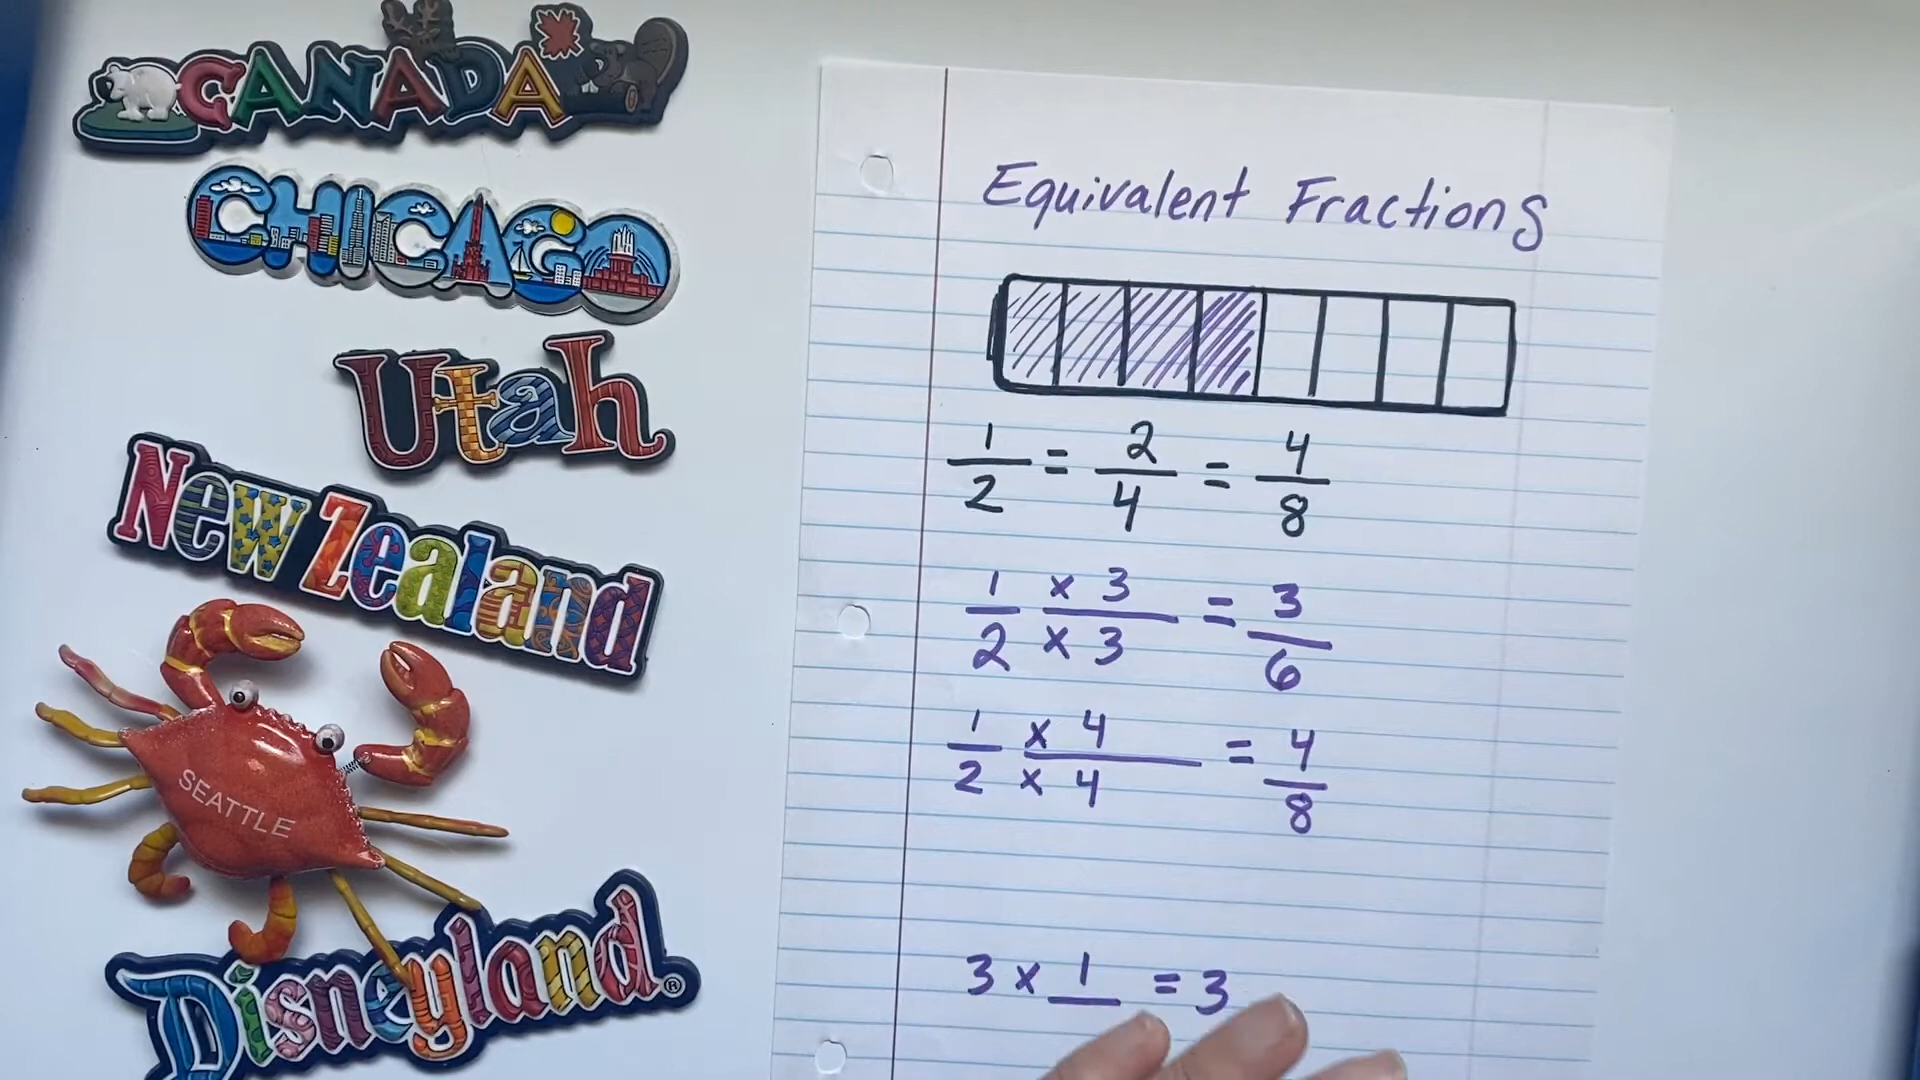 CANADA
CHICAGO
Utah
New Zealand
SEATTLE
Disneyland®
Equivalent Fractions
1/2 = 2/4 = 4/8
1/2 x 3/x 3 = 3/6
1/2 x 4/x 4 = 4/8
3 x 1 = 3